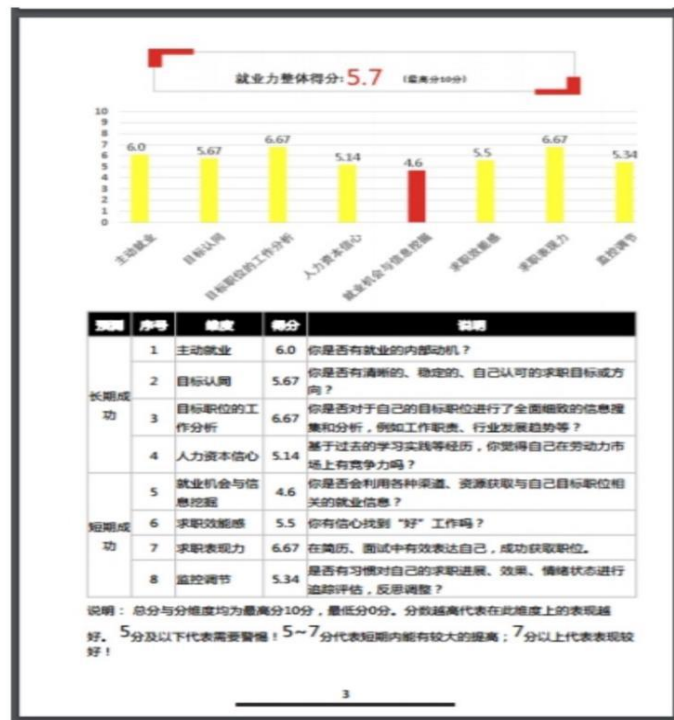 就业力整体得分:5.7 (最高分10分)
10
9
8
7
6
5
4
3
2
1
0
6.0
5.67
6.67
5.14
4.6
5.5
6.67
5.34
主动就业
目标认同
目标职位的工作分析
人力资本信心
就业机会与信息挖掘
求职效能感
求职表现力
监控调节
预测 序号 维度 得分 说明
长期成功
1 主动就业 6.0 你是否有就业的内部动机？
2 目标认同 5.67 你是否有清晰的、稳定的、自己认可的求职目标或方
向？
3 目标职位的工作分析 6.67 你是否对于自己的目标职位进行了全面细致的信息搜
集和分析，例如工作职责、行业发展趋势等？
4 人力资本信心 5.14 基于过去的学习实践等经历，你觉得自己在劳动力市
场上有竞争力吗？
短期成功
5 就业机会与信息挖掘 4.6 你是否会利用各种渠道、资源获取与自己目标职位相
关的就业信息？
6 求职效能感 5.5 你有信心找到“好”工作吗？
7 求职表现力 6.67 在简历、面试中有效表达自己，成功获取职位。
8 监控调节 5.34 是否有习惯对自己的求职进展、效果、情绪状态进行
追踪评估，反思调整？
说明： 总分与分维度均为最高分10分，最低分0分。分数越高代表在此维度上的表现越
好。 5分及以下代表需要警惕！5~7分代表短期内能有较大的提高；7分以上代表表现较
好！
3